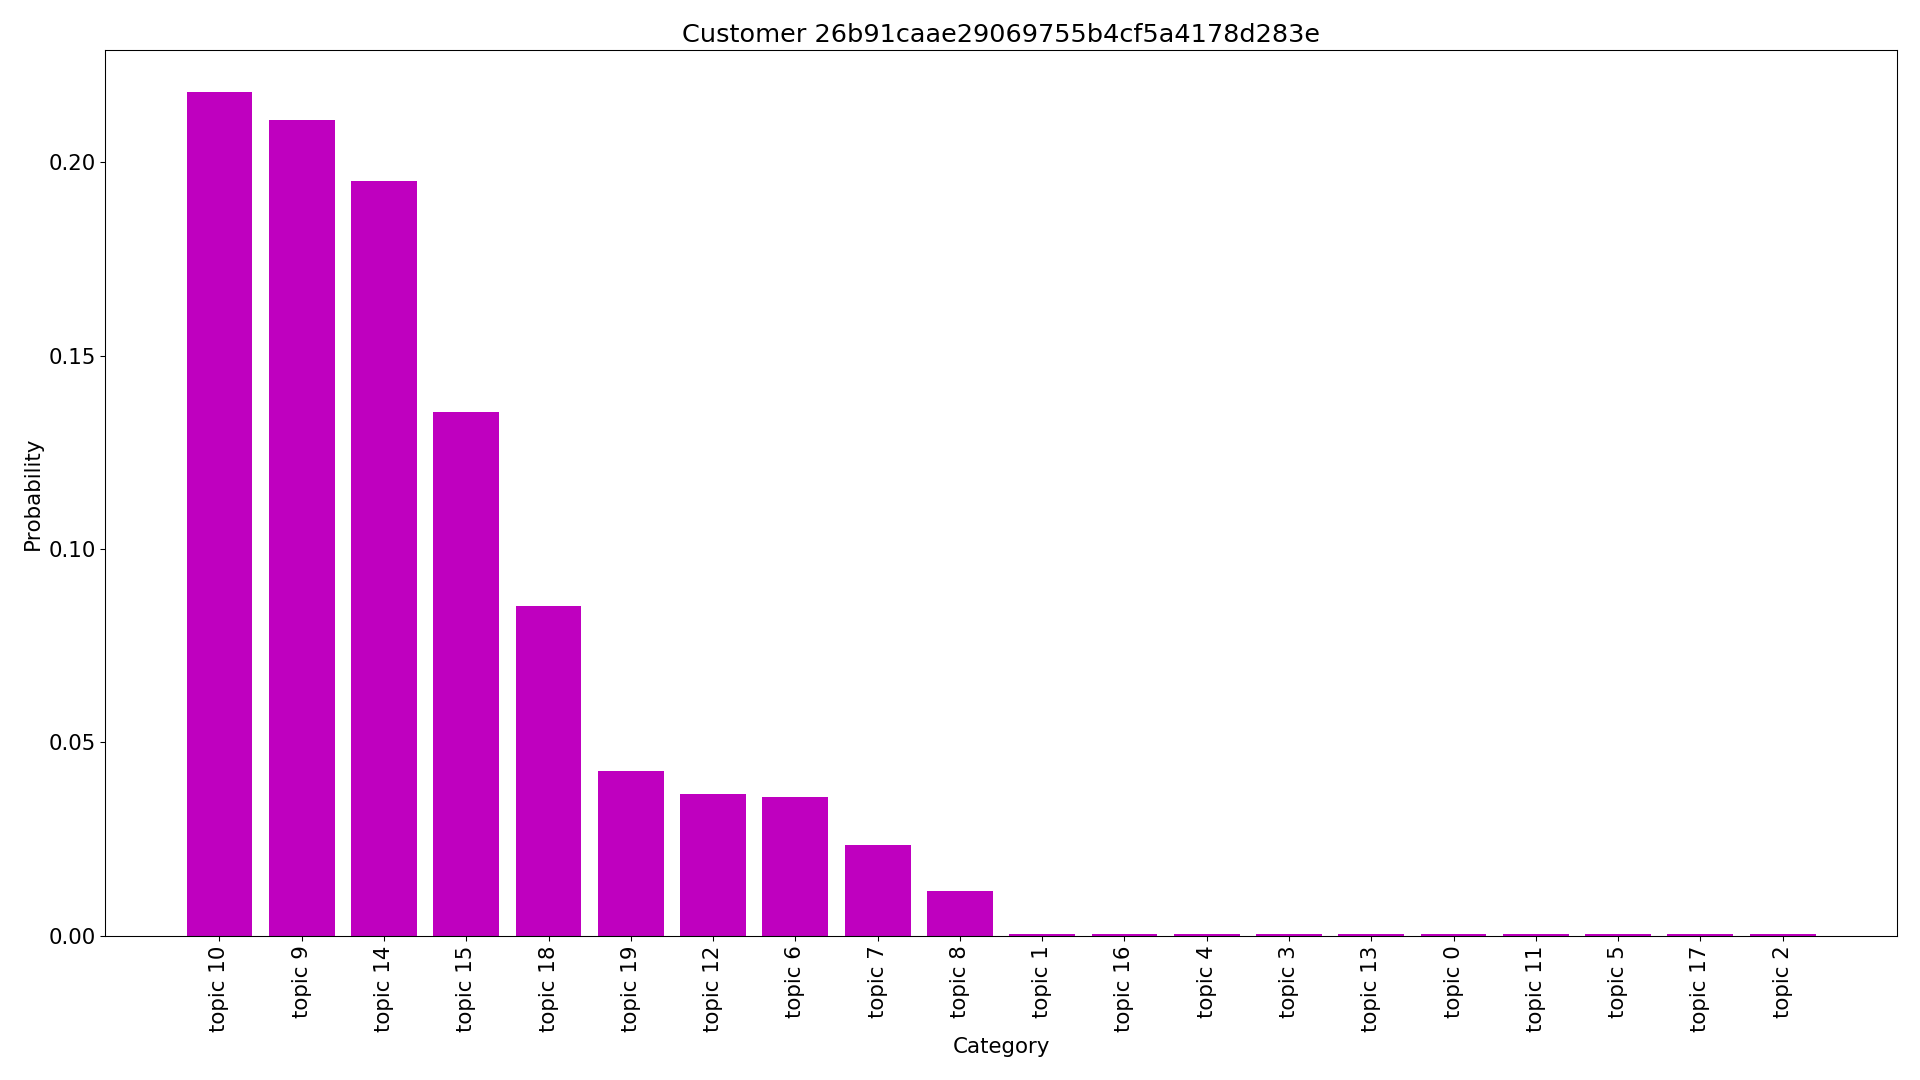 Customer 26b91caae29069755b4cf5a4178d283e
Probability
0.20
0.15
0.10
0.05
0.00
topic 10
topic 9
topic 14
topic 15
topic 18
topic 19
topic 12
topic 6
topic 7
topic 8
topic 1
topic 16
topic 4
topic 3
topic 13
topic 0
topic 11
topic 5
topic 17
topic 2
Category